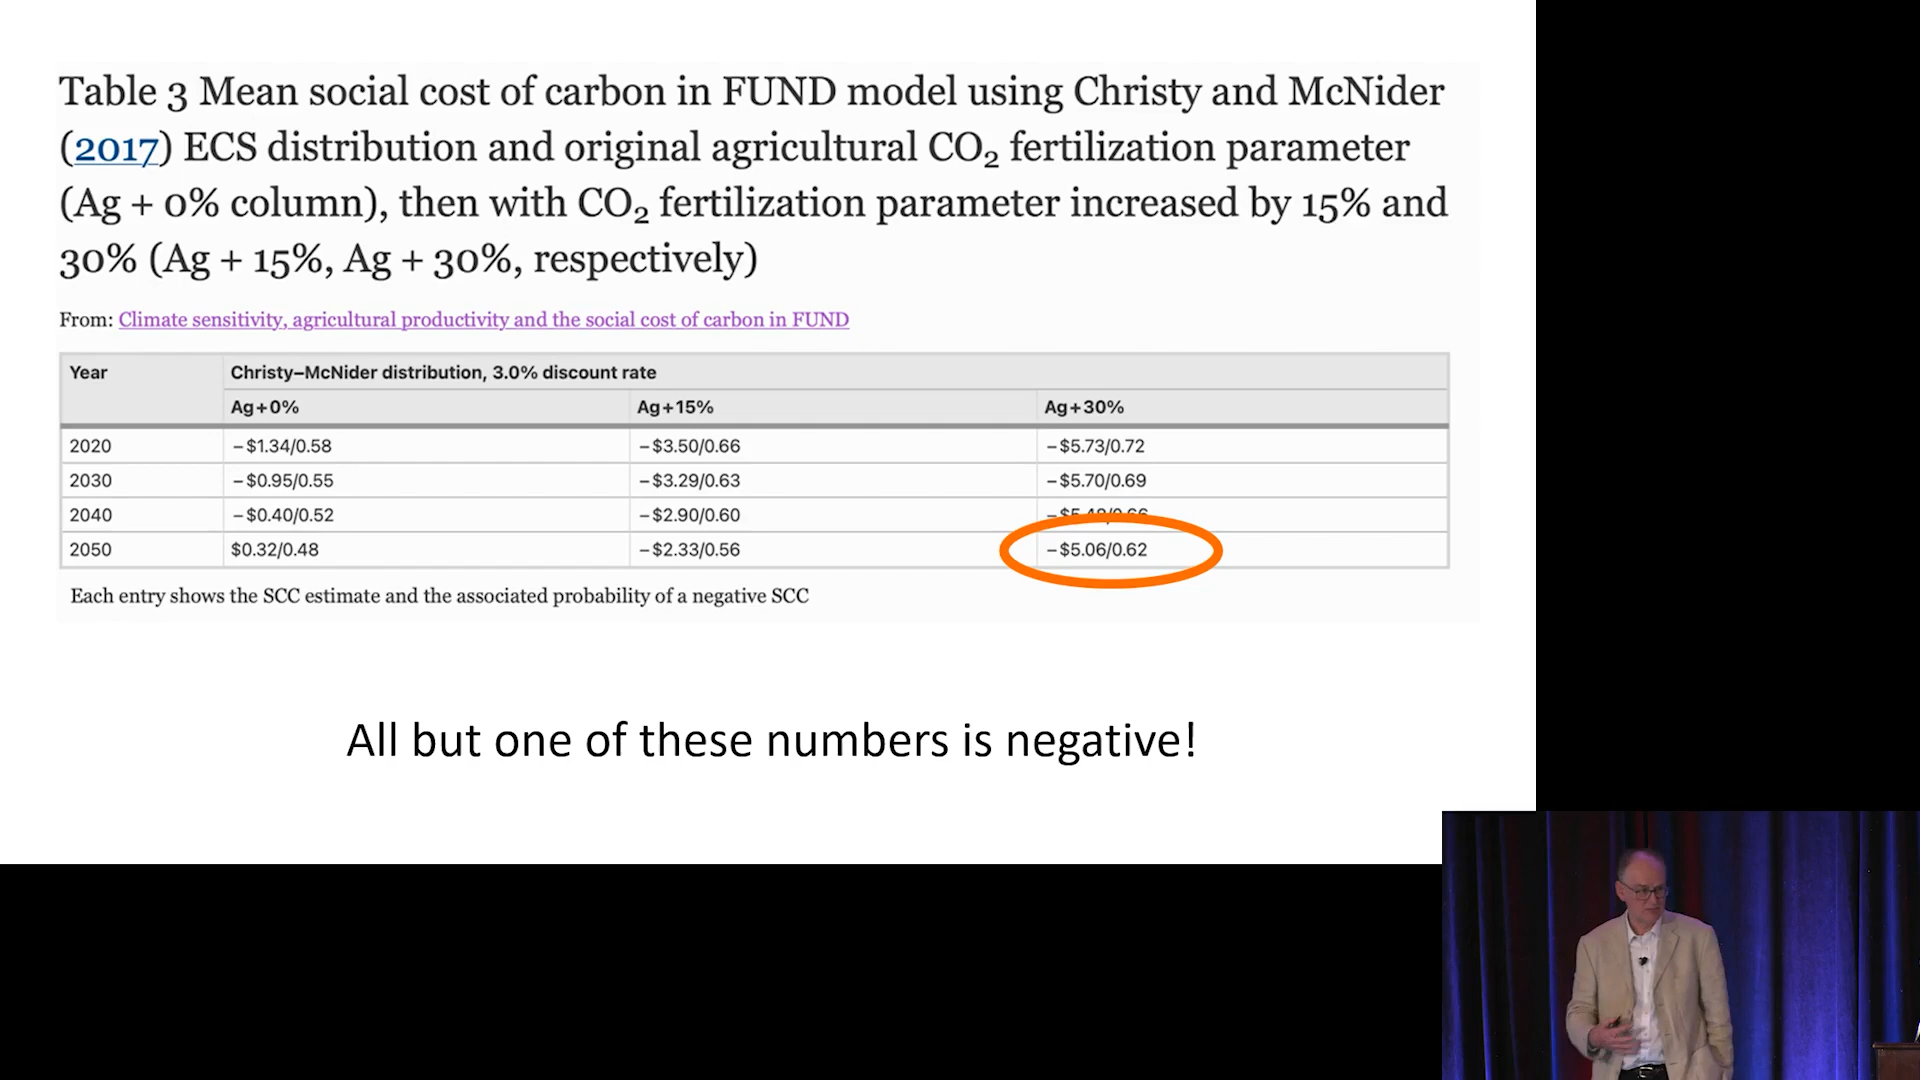 Table 3 Mean social cost of carbon in FUND model using Christy and McNider
(2017) ECS distribution and original agricultural CO₂ fertilization parameter
(Ag + 0% column), then with CO₂ fertilization parameter increased by 15% and
30% (Ag + 15%, Ag + 30%, respectively)
From: Climate sensitivity, agricultural productivity and the social cost of carbon in FUND
Year Christy–McNider distribution, 3.0% discount rate
Ag+0% Ag+15% Ag+30%
2020 –$1.34/0.58 –$3.50/0.66 –$5.73/0.72
2030 –$0.95/0.55 –$3.29/0.63 –$5.70/0.69
2040 –$0.40/0.52 –$2.90/0.60 –$5.48/0.66
2050 $0.32/0.48 –$2.33/0.56 –$5.06/0.62
Each entry shows the SCC estimate and the associated probability of a negative SCC
All but one of these numbers is negative!